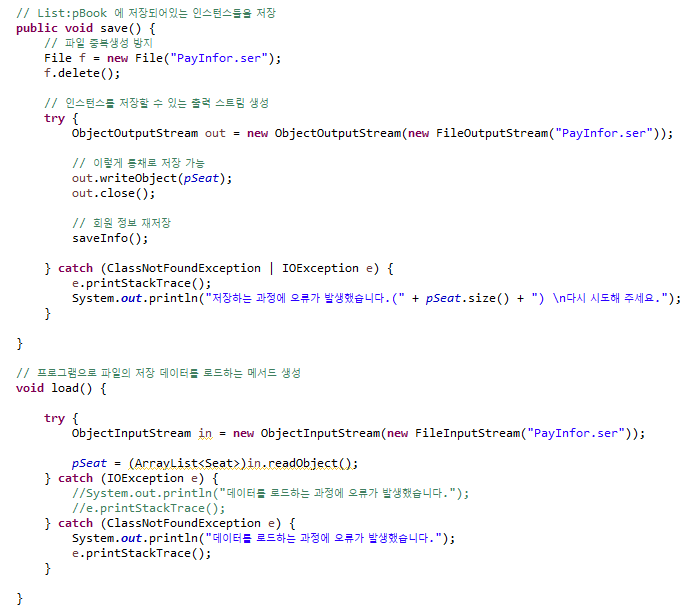 // List:pBook 에 저장되어있는 인스턴스들을 저장
public void save() {
// 파일 중복생성 방지
File f = new File("PayInfor.ser");
f.delete();
// 인스턴스를 저장할 수 있는 출력 스트림 생성
try {
ObjectOutputStream out = new ObjectOutputStream(new FileOutputStream("PayInfor.ser"));
// 이렇게 통채로 저장 가능
out.writeObject(pSeat);
out.close();
// 회원 정보 재저장
saveInfo();
} catch (ClassNotFoundException | IOException e) {
e.printStackTrace();
System.out.println("저장하는 과정에 오류가 발생했습니다.(" + pSeat.size() + ") \n다시 시도해 주세요.");
}
}
// 프로그램으로 파일의 저장 데이터를 로드하는 메서드 생성
void load() {
try {
ObjectInputStream in = new ObjectInputStream(new FileInputStream("PayInfor.ser"));
pSeat = (ArrayList<Seat>)in.readObject();
} catch (IOException e) {
//System.out.println("데이터를 로드하는 과정에 오류가 발생했습니다.");
//e.printStackTrace();
} catch (ClassNotFoundException e) {
System.out.println("데이터를 로드하는 과정에 오류가 발생했습니다.");
e.printStackTrace();
}
}